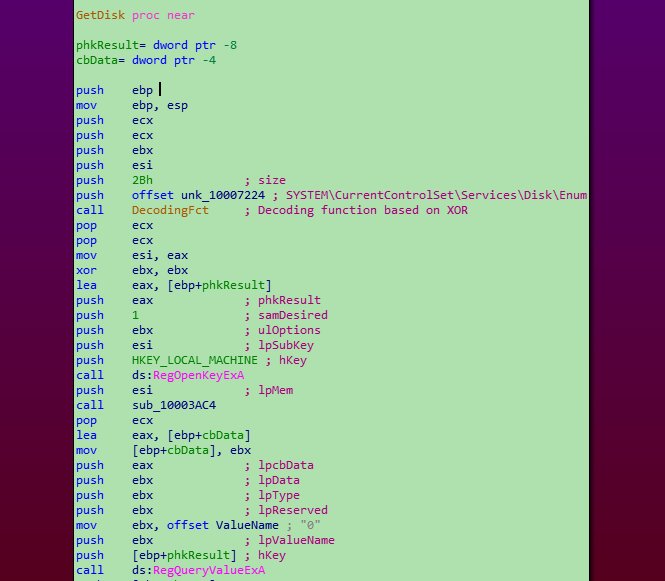 GetDisk proc near
phkResult= dword ptr -8
cbData= dword ptr -4
push ebp
mov ebp, esp
push ecx
push ecx
push ebx
push esi
push 2Bh ; size
push offset unk_10007224 ; SYSTEM\CurrentControlSet\Services\Disk\Enum
call DecodingFct ; Decoding function based on XOR
pop ecx
pop ecx
mov esi, eax
xor ebx, ebx
lea eax, [ebp+phkResult]
push eax ; phkResult
push 1 ; samDesired
push ebx ; ulOptions
push esi ; lpSubKey
push HKEY_LOCAL_MACHINE ; hKey
call ds:RegOpenKeyExA
push esi ; lpMem
call sub_10003AC4
pop ecx
lea eax, [ebp+cbData]
mov [ebp+cbData], ebx
push eax ; lpcbData
push ebx ; lpData
push ebx ; lpType
push ebx ; lpReserved
mov ebx, offset ValueName ; "0"
push ebx ; lpValueName
push [ebp+phkResult] ; hKey
call ds:RegQueryValueExA